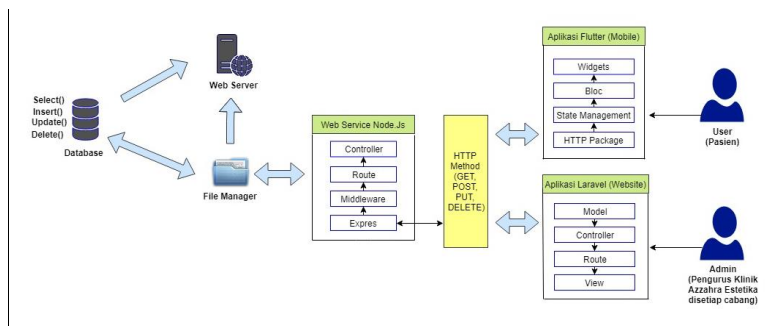 Select()
Insert()
Update()
Delete()
Database
Web Server
File Manager
Web Service Node.Js
Controller
Route
Middleware
Expres
HTTP
Method
(GET,
POST,
PUT,
DELETE)
Aplikasi Flutter (Mobile)
Widgets
Bloc
State Management
HTTP Package
User
(Pasien)
Aplikasi Laravel (Website)
Model
Controller
Route
View
Admin
(Pengurus Klinik
Azzahra Estetika
disetiap cabang)